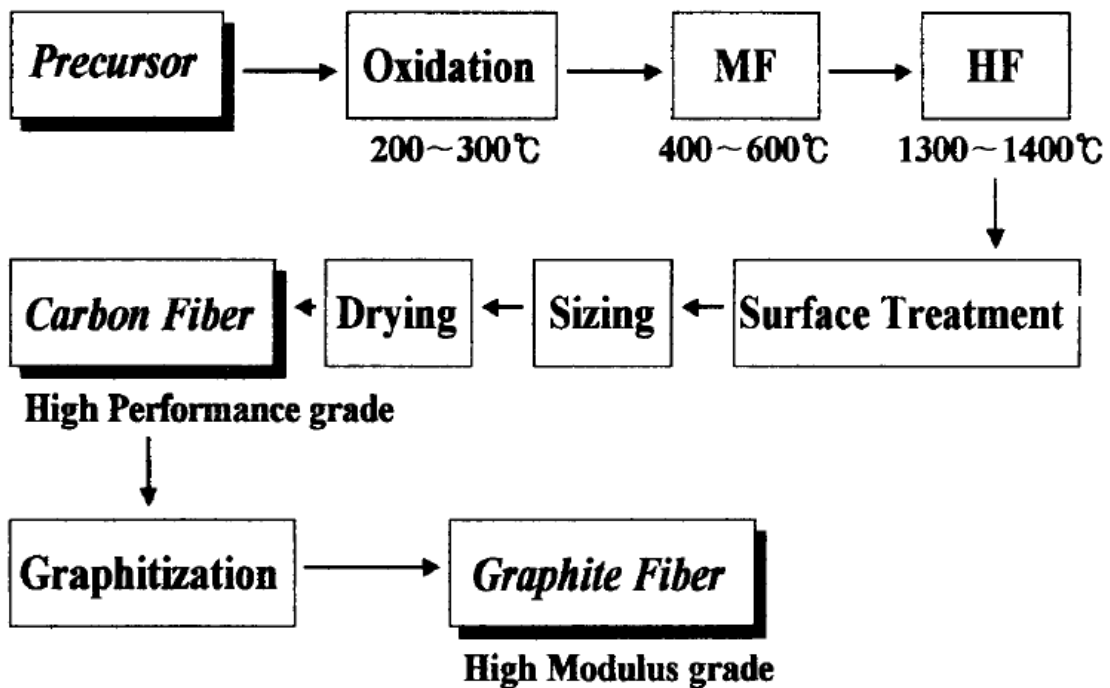 Precursor
Oxidation
MF
HF
200～300℃
400～600℃
1300～1400℃
Carbon Fiber
Drying
Sizing
Surface Treatment
High Performance grade
Graphitization
Graphite Fiber
High Modulus grade